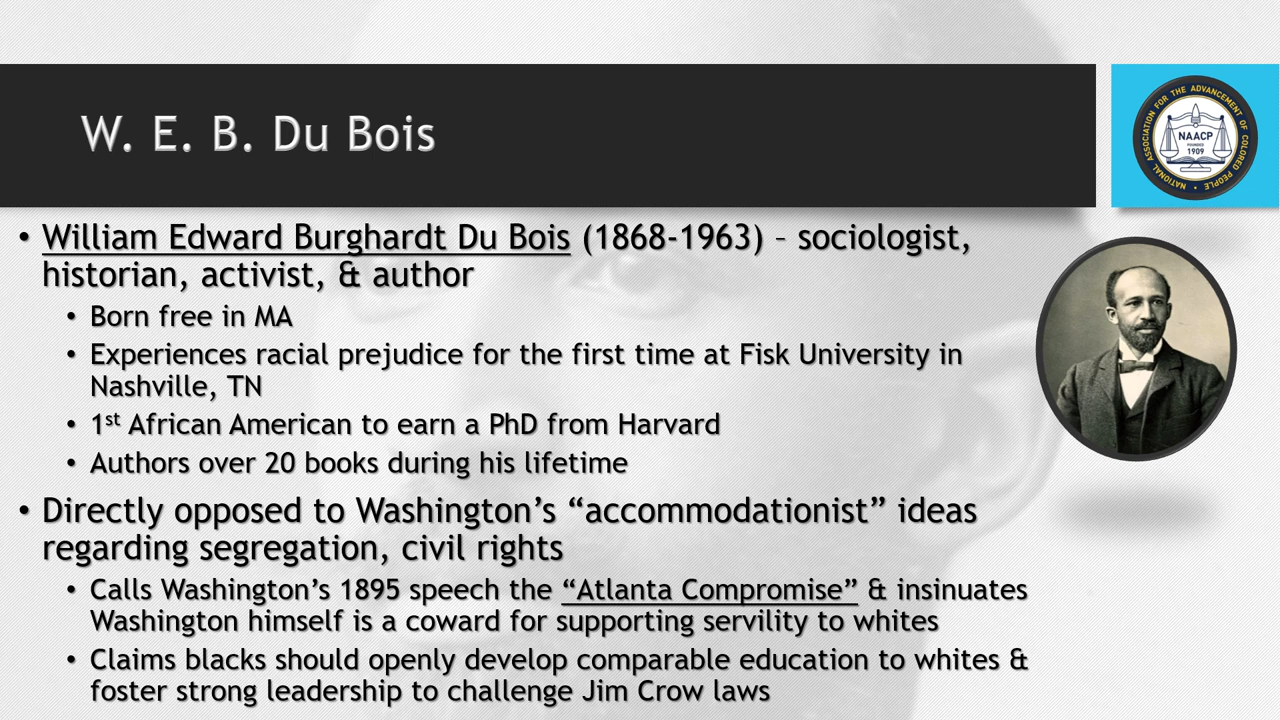 W. E. B. Du Bois
NATIONAL ASSOCIATION FOR THE ADVANCEMENT OF COLORED PEOPLE
NAACP
FOUNDED
1909
• William Edward Burghardt Du Bois (1868-1963) – sociologist,
historian, activist, & author
• Born free in MA
• Experiences racial prejudice for the first time at Fisk University in
Nashville, TN
• 1st African American to earn a PhD from Harvard
• Authors over 20 books during his lifetime
• Directly opposed to Washington’s “accommodationist” ideas
regarding segregation, civil rights
• Calls Washington’s 1895 speech the “Atlanta Compromise” & insinuates
Washington himself is a coward for supporting servility to whites
• Claims blacks should openly develop comparable education to whites &
foster strong leadership to challenge Jim Crow laws